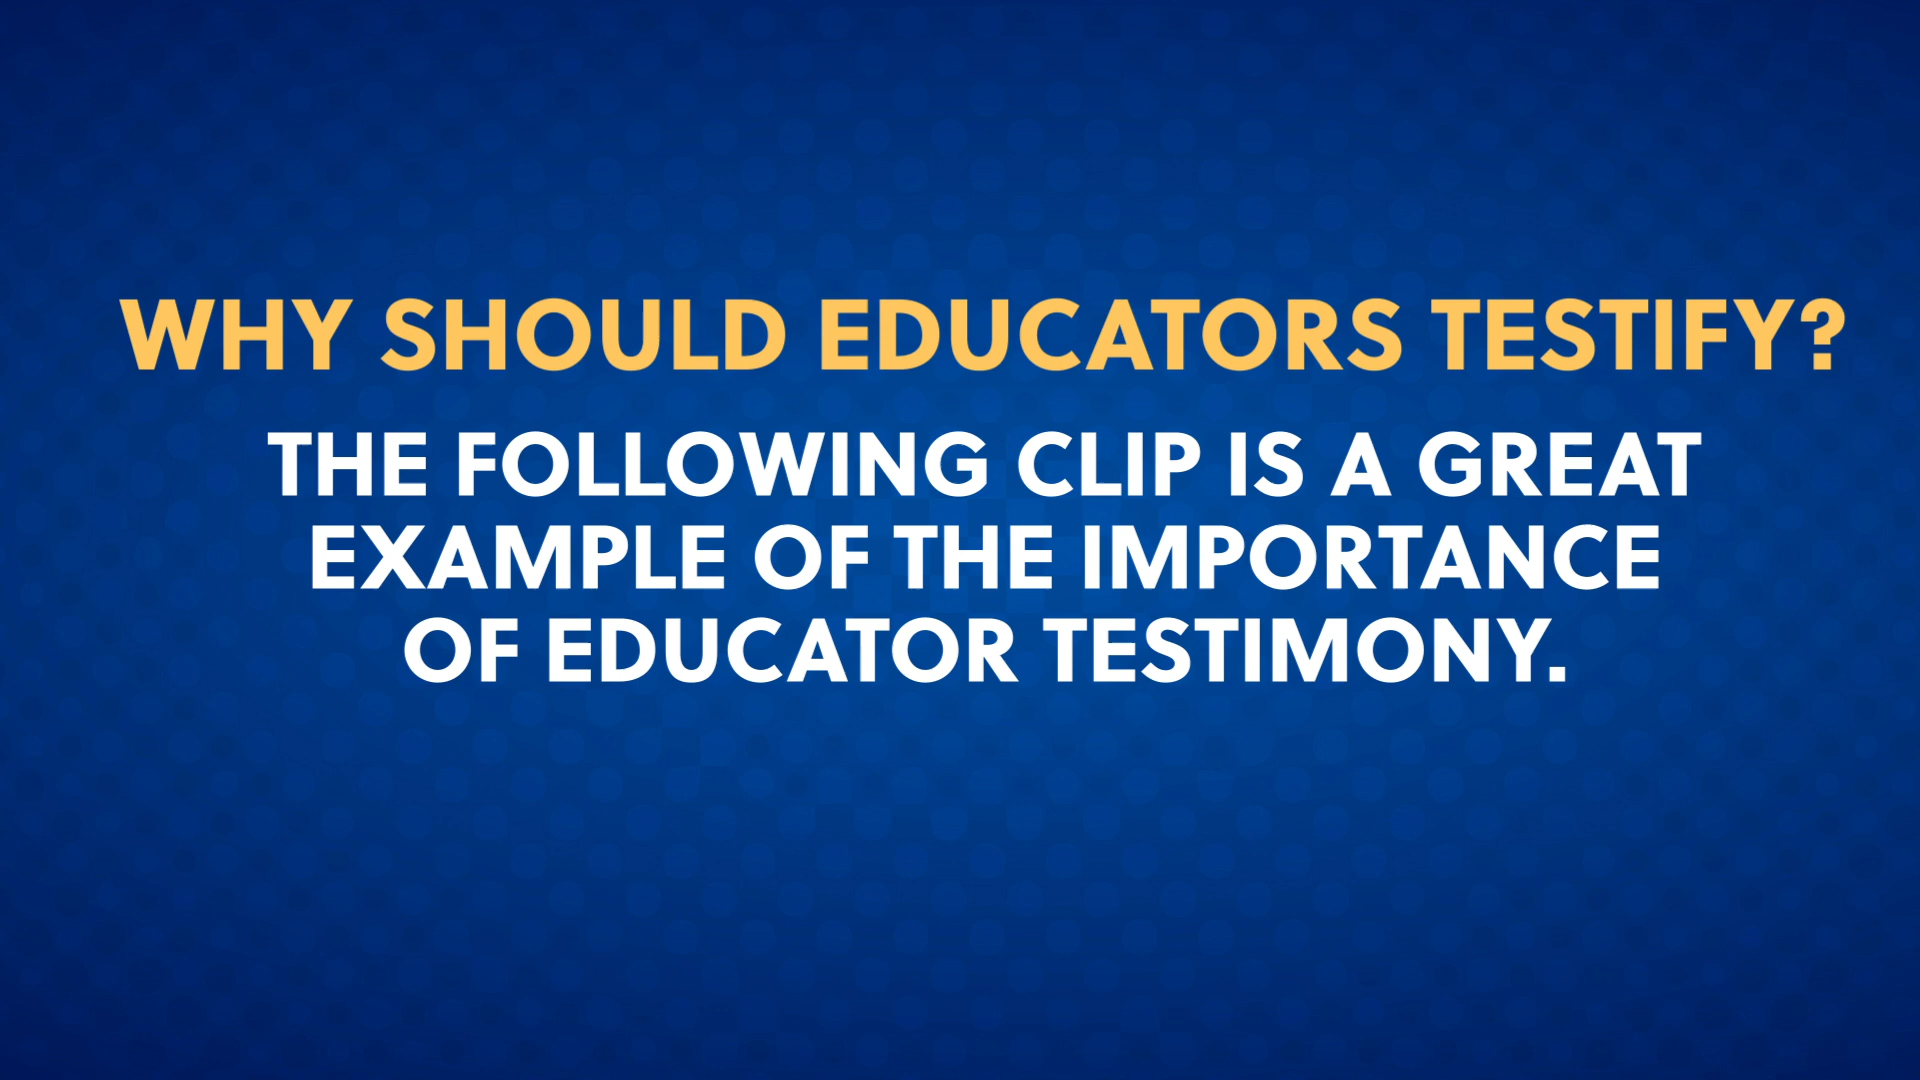 WHY SHOULD EDUCATORS TESTIFY?
THE FOLLOWING CLIP IS A GREAT
EXAMPLE OF THE IMPORTANCE
OF EDUCATOR TESTIMONY.